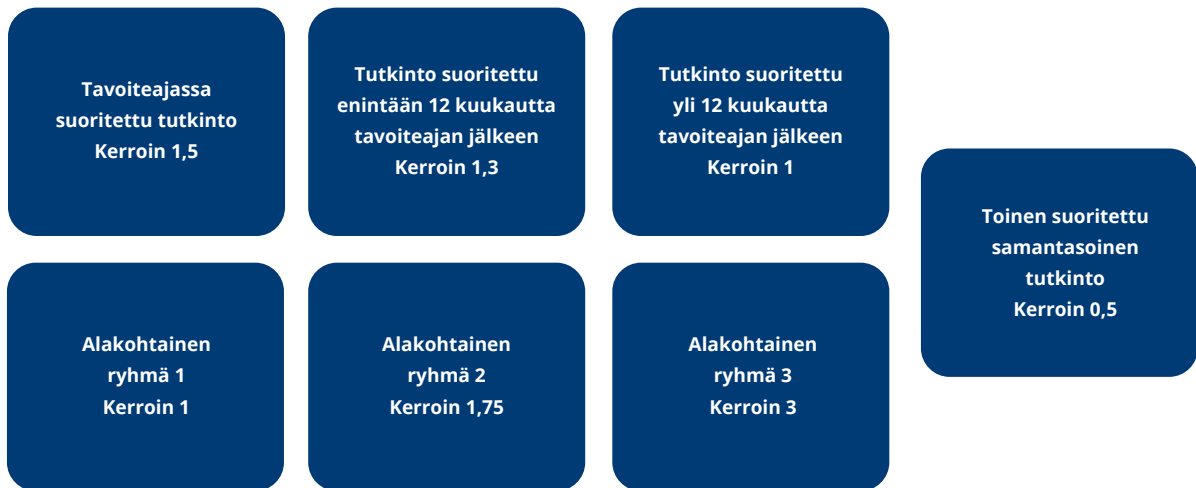 Tavoiteajassa
suoritettu tutkinto
Kerroin 1,5
Tutkinto suoritettu
enintään 12 kuukautta
tavoiteajan jälkeen
Kerroin 1,3
Tutkinto suoritettu
yli 12 kuukautta
tavoiteajan jälkeen
Kerroin 1
Toinen suoritettu
samantasoinen
tutkinto
Kerroin 0,5
Alakohtainen
ryhmä 1
Kerroin 1
Alakohtainen
ryhmä 2
Kerroin 1,75
Alakohtainen
ryhmä 3
Kerroin 3